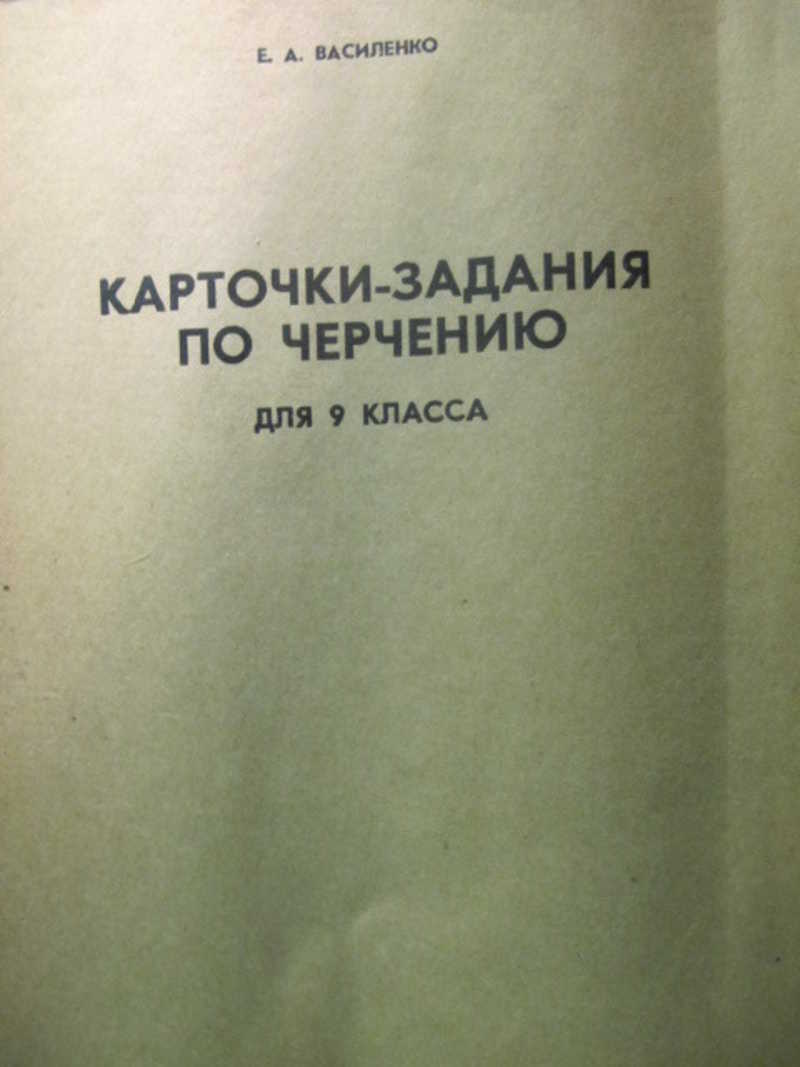 Е. А. ВАСИЛЕНКО
КАРТОЧКИ-ЗАДАНИЯ
ПО ЧЕРЧЕНИЮ
ДЛЯ 9 КЛАССА